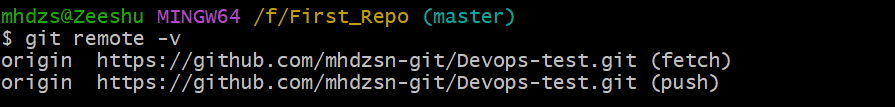 mhdzs@Zeeshu MINGW64 /f/First_Repo (master)
$ git remote -v
origin  https://github.com/mhdzsn-git/Devops-test.git (fetch)
origin  https://github.com/mhdzsn-git/Devops-test.git (push)